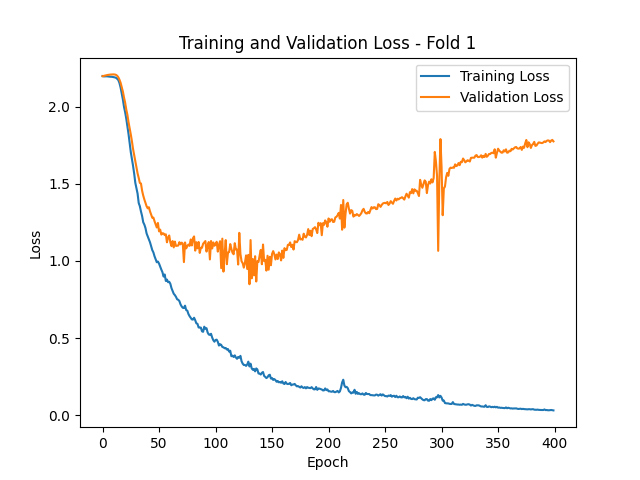 Training and Validation Loss - Fold 1
Training Loss
Validation Loss
2.0
1.5
1.0
0.5
0.0
Loss
0 50 100 150 200 250 300 350 400
Epoch